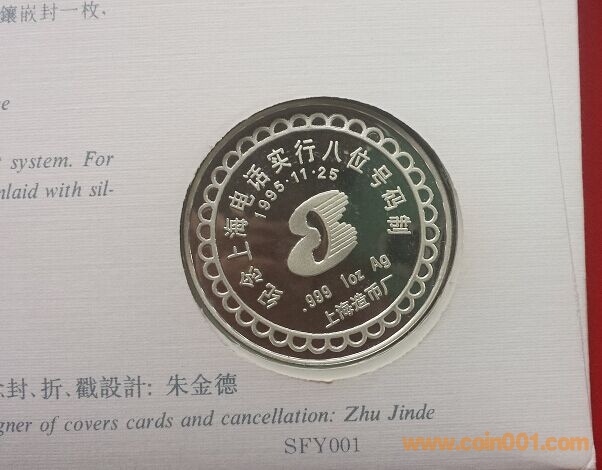 鑲嵌封一枚.
e
system. For
nlaid with sil-
纪念上海电话实行八位号码制
1995·11·25
.999 1oz Ag
上海造币厂
封、折、戳設計: 朱金德
gner of covers cards and cancellation: Zhu Jinde
SFY001
www.coin001.com